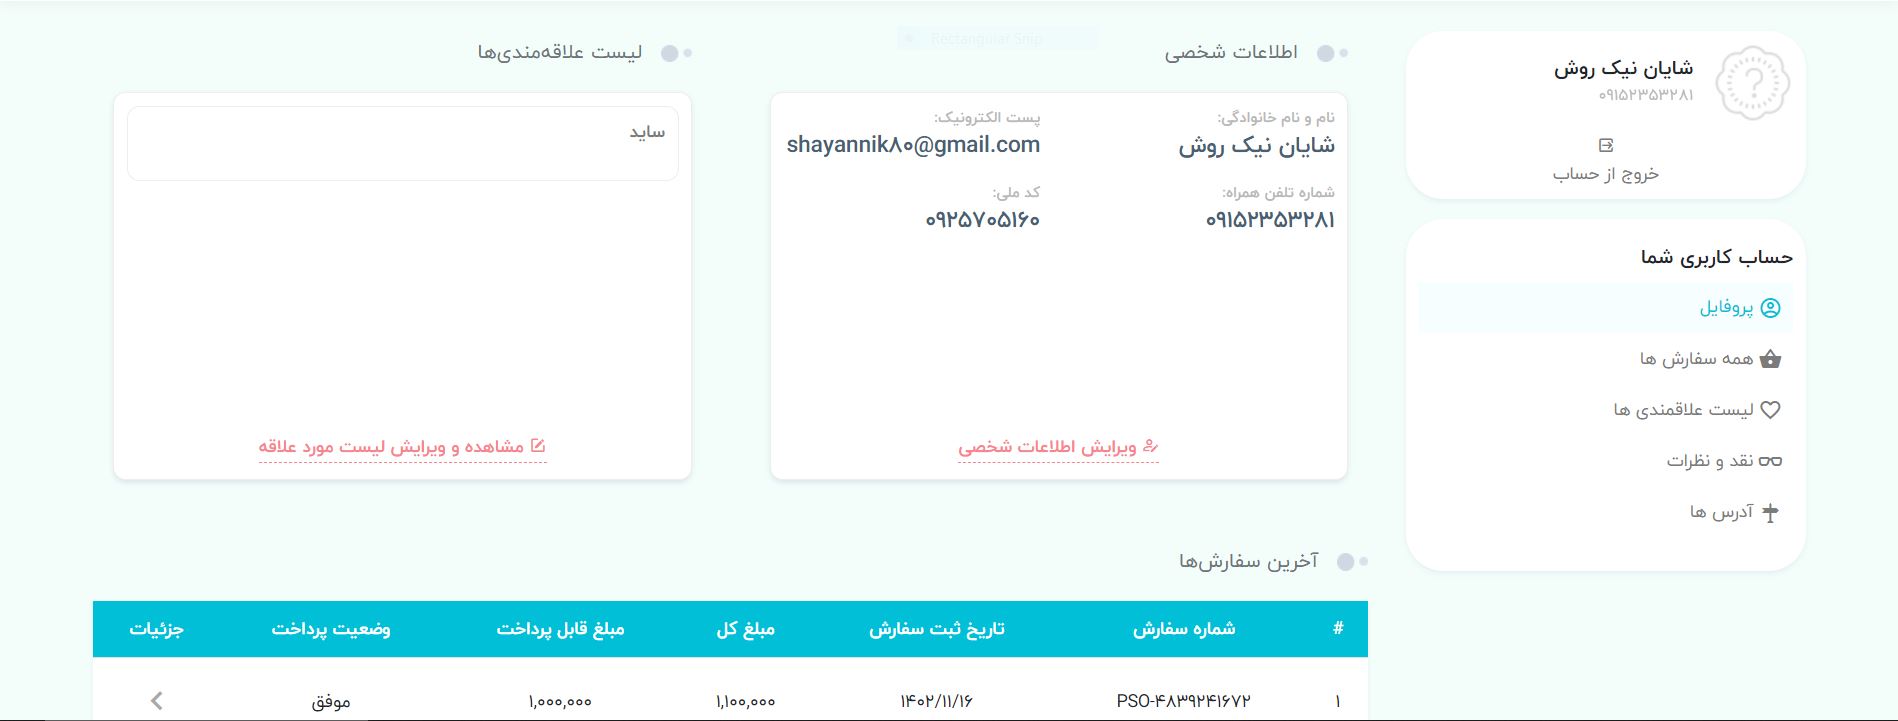 شایان نیک روش
۰۹۱۵۲۳۵۳۲۸۱
خروج از حساب
حساب کاربری شما
پروفایل
همه سفارش ها
لیست علاقمندی ها
نقد و نظرات
آدرس ها
Rectangular Snip
اطلاعات شخصی
نام و نام خانوادگی:
شایان نیک روش
پست الکترونیک:
shayannik۸۰@gmail.com
شماره تلفن همراه:
۰۹۱۵۲۳۵۳۲۸۱
کد ملی:
۰۹۲۵۷۰۵۱۶۰
ویرایش اطلاعات شخصی
لیست علاقه‌مندی‌ها
ساید
مشاهده و ویرایش لیست مورد علاقه
آخرین سفارش‌ها
# شماره سفارش تاریخ ثبت سفارش مبلغ کل مبلغ قابل پرداخت وضعیت پرداخت جزئیات
۱ PSO-۴۸۳۹۲۴۱۶۷۲ ۱۴۰۲/۱۱/۱۶ ۱,۱۰۰,۰۰۰ ۱,۰۰۰,۰۰۰ موفق